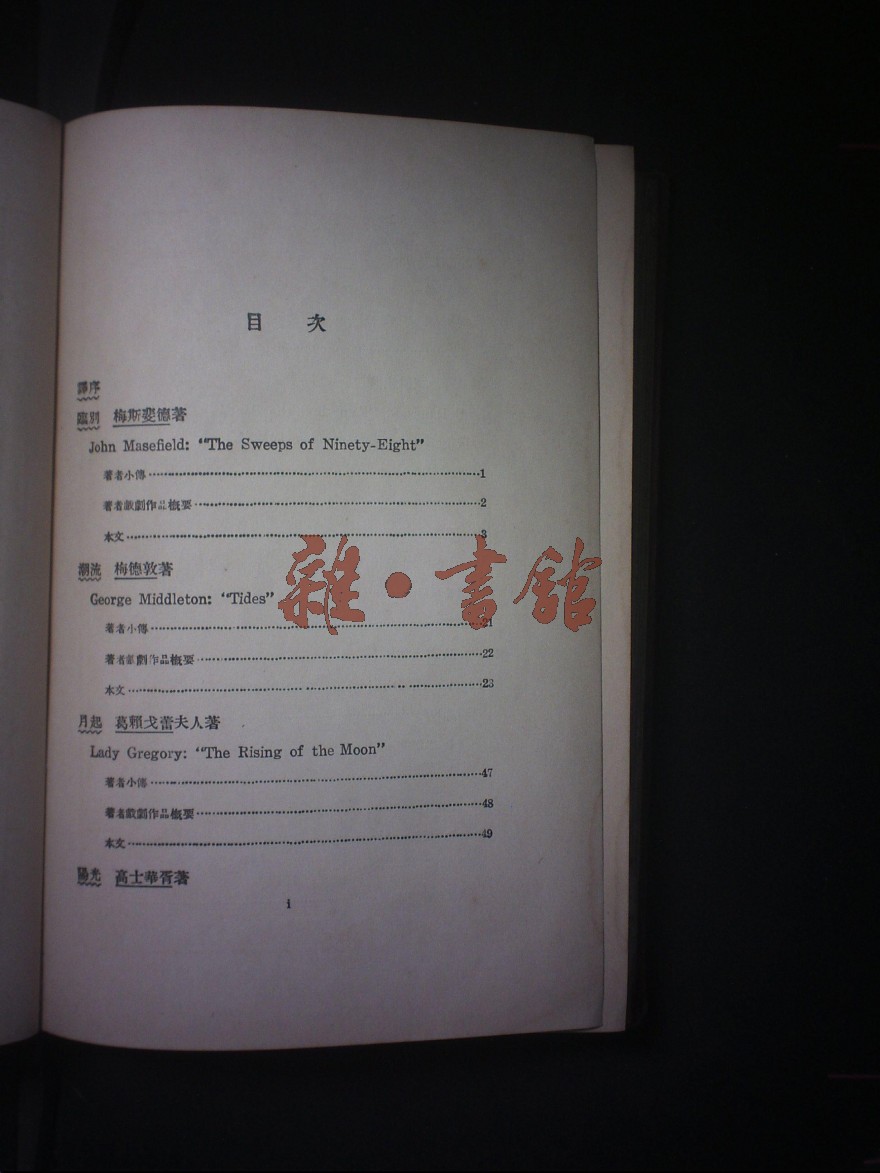 目 次
譯序
臨別 梅斯斐德著
John Masefield: “The Sweeps of Ninety-Eight”
著者小傳………1
著者戲劇作品概要………2
本文………3
潮流 梅德敦著
George Middleton: “Tides”
著者小傳………21
著者戲劇作品概要………22
本文………23
月起 葛賴戈蕾夫人著
Lady Gregory: “The Rising of the Moon”
著者小傳………47
著者戲劇作品概要………48
本文………49
陽光 高士華胥著
i
雜·書館